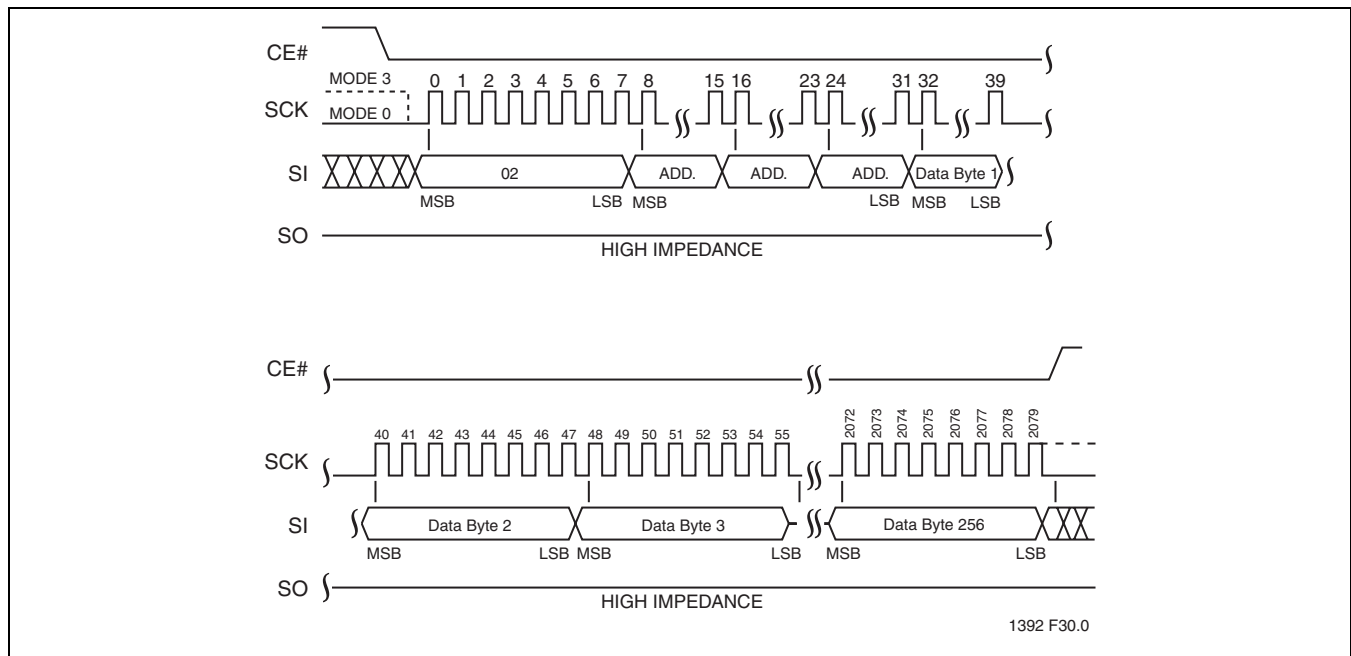 CE#
MODE 3
0 1 2 3 4 5 6 7 8 15 16 23 24 31 32 39
SCK
MODE 0
SI
02 ADD. ADD. ADD. Data Byte 1
MSB LSB MSB LSB MSB LSB
SO
HIGH IMPEDANCE
CE#
40 41 42 43 44 45 46 47 48 49 50 51 52 53 54 55 2072 2073 2074 2075 2076 2077 2078 2079
SCK
SI Data Byte 2 Data Byte 3 Data Byte 256
MSB LSB MSB LSB MSB LSB
SO
HIGH IMPEDANCE
1392 F30.0